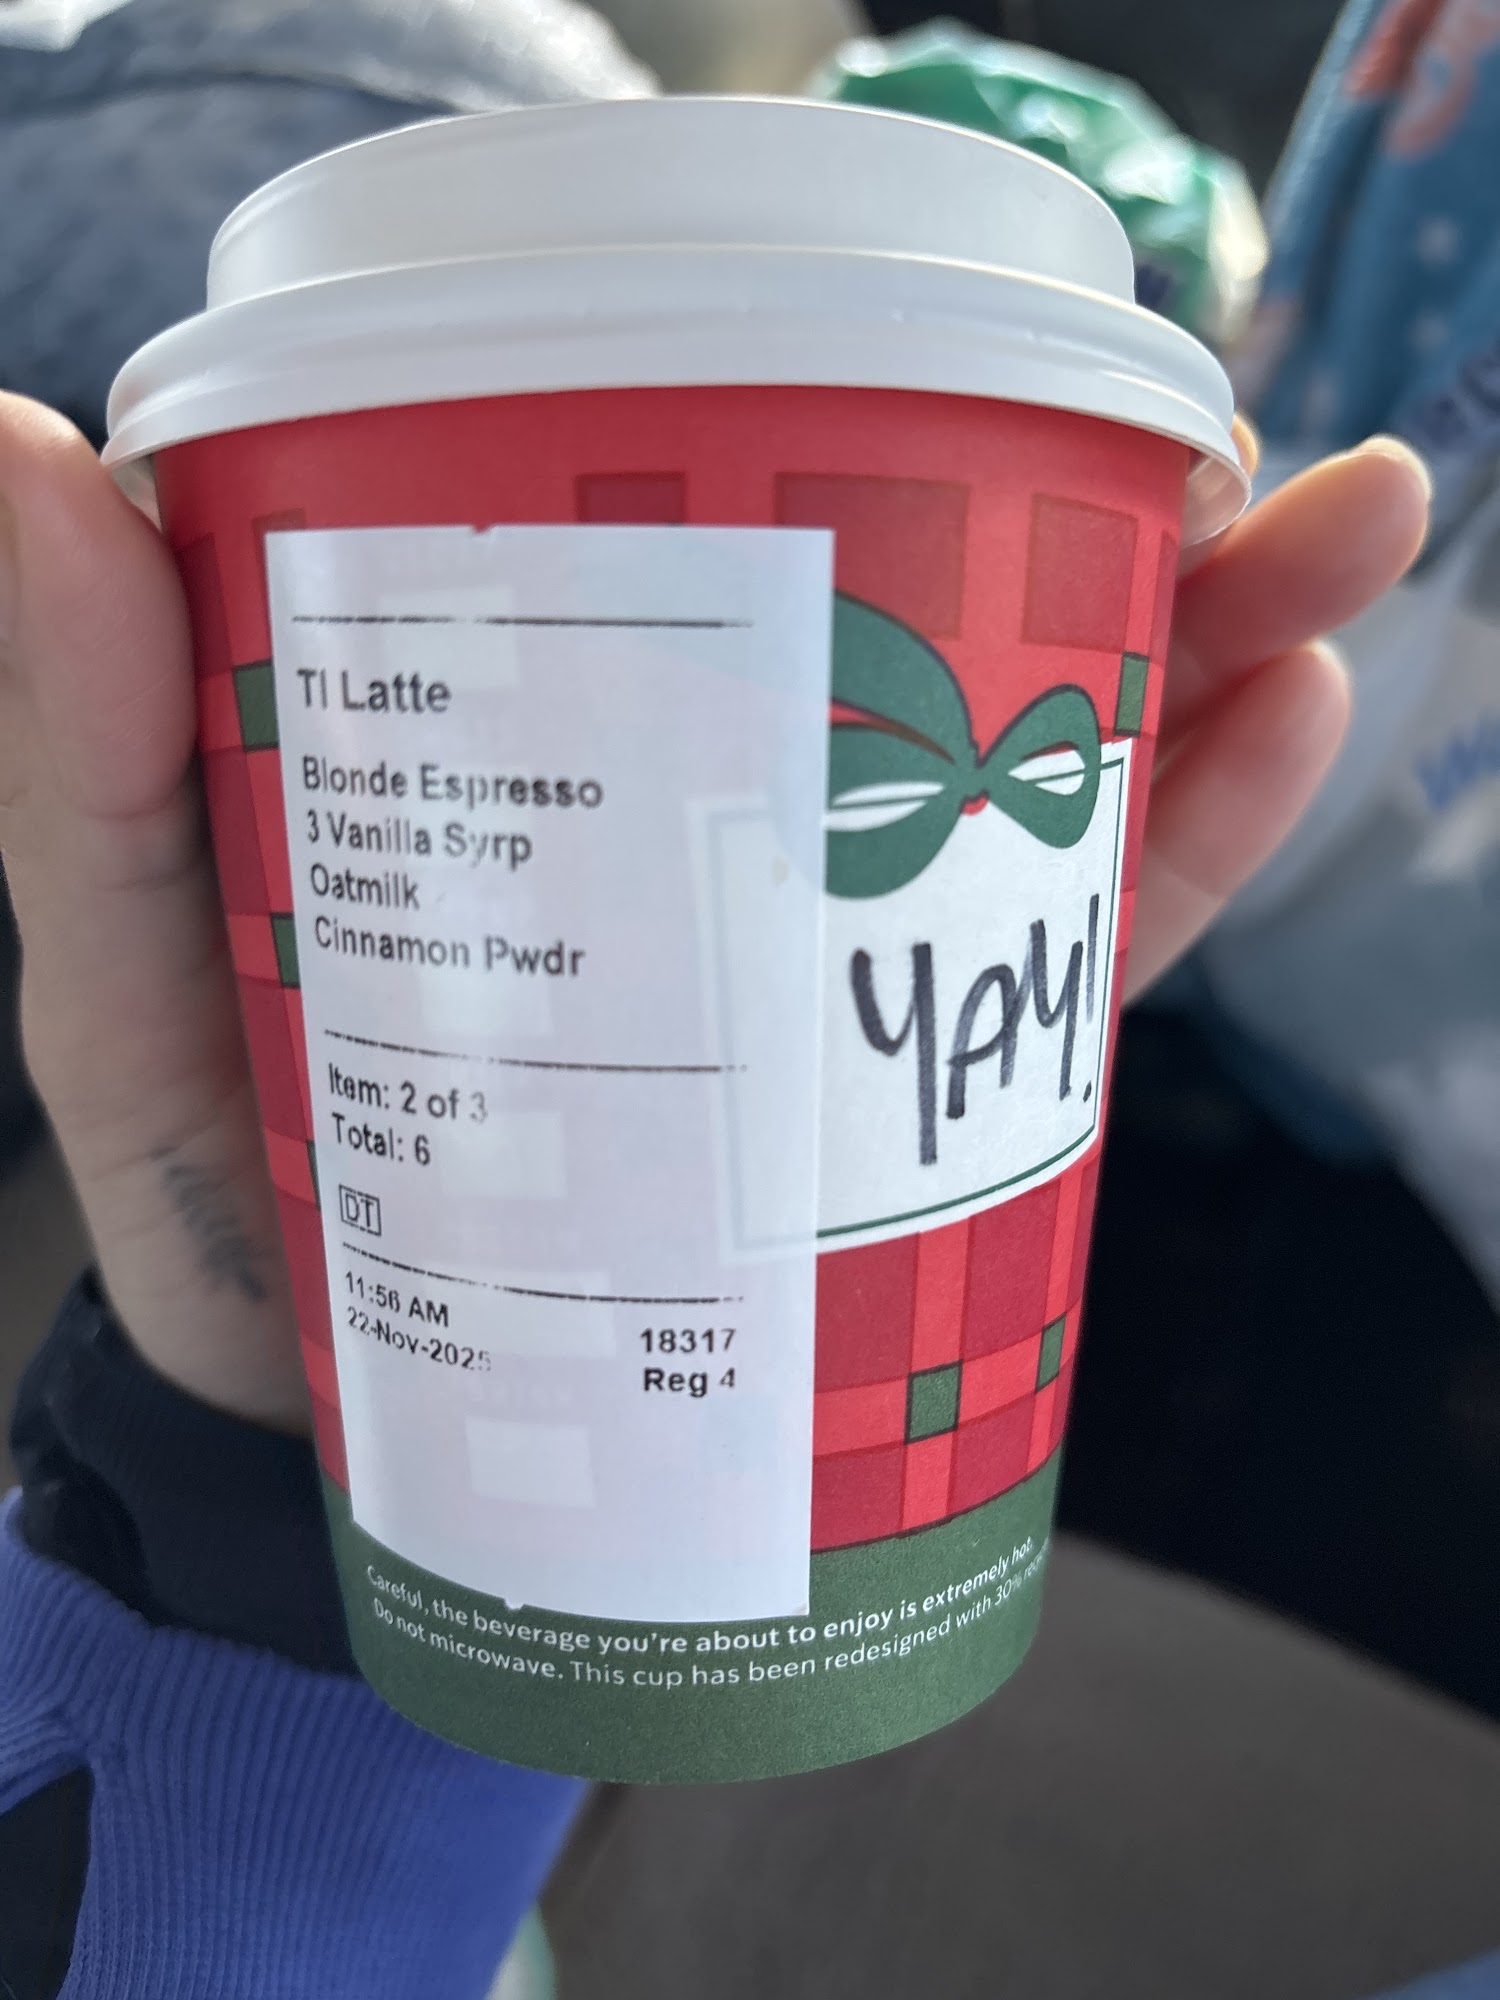 Tl Latte
Blonde Espresso
3 Vanilla Syrp
Oatmilk
Cinnamon Pwdr
Item: 2 of 3
Total: 6
DT
11:56 AM
22-Nov-2025
18317
Reg 4
YAY!
Careful, the beverage you're about to enjoy is extremely hot.
Do not microwave. This cup has been redesigned with 30%